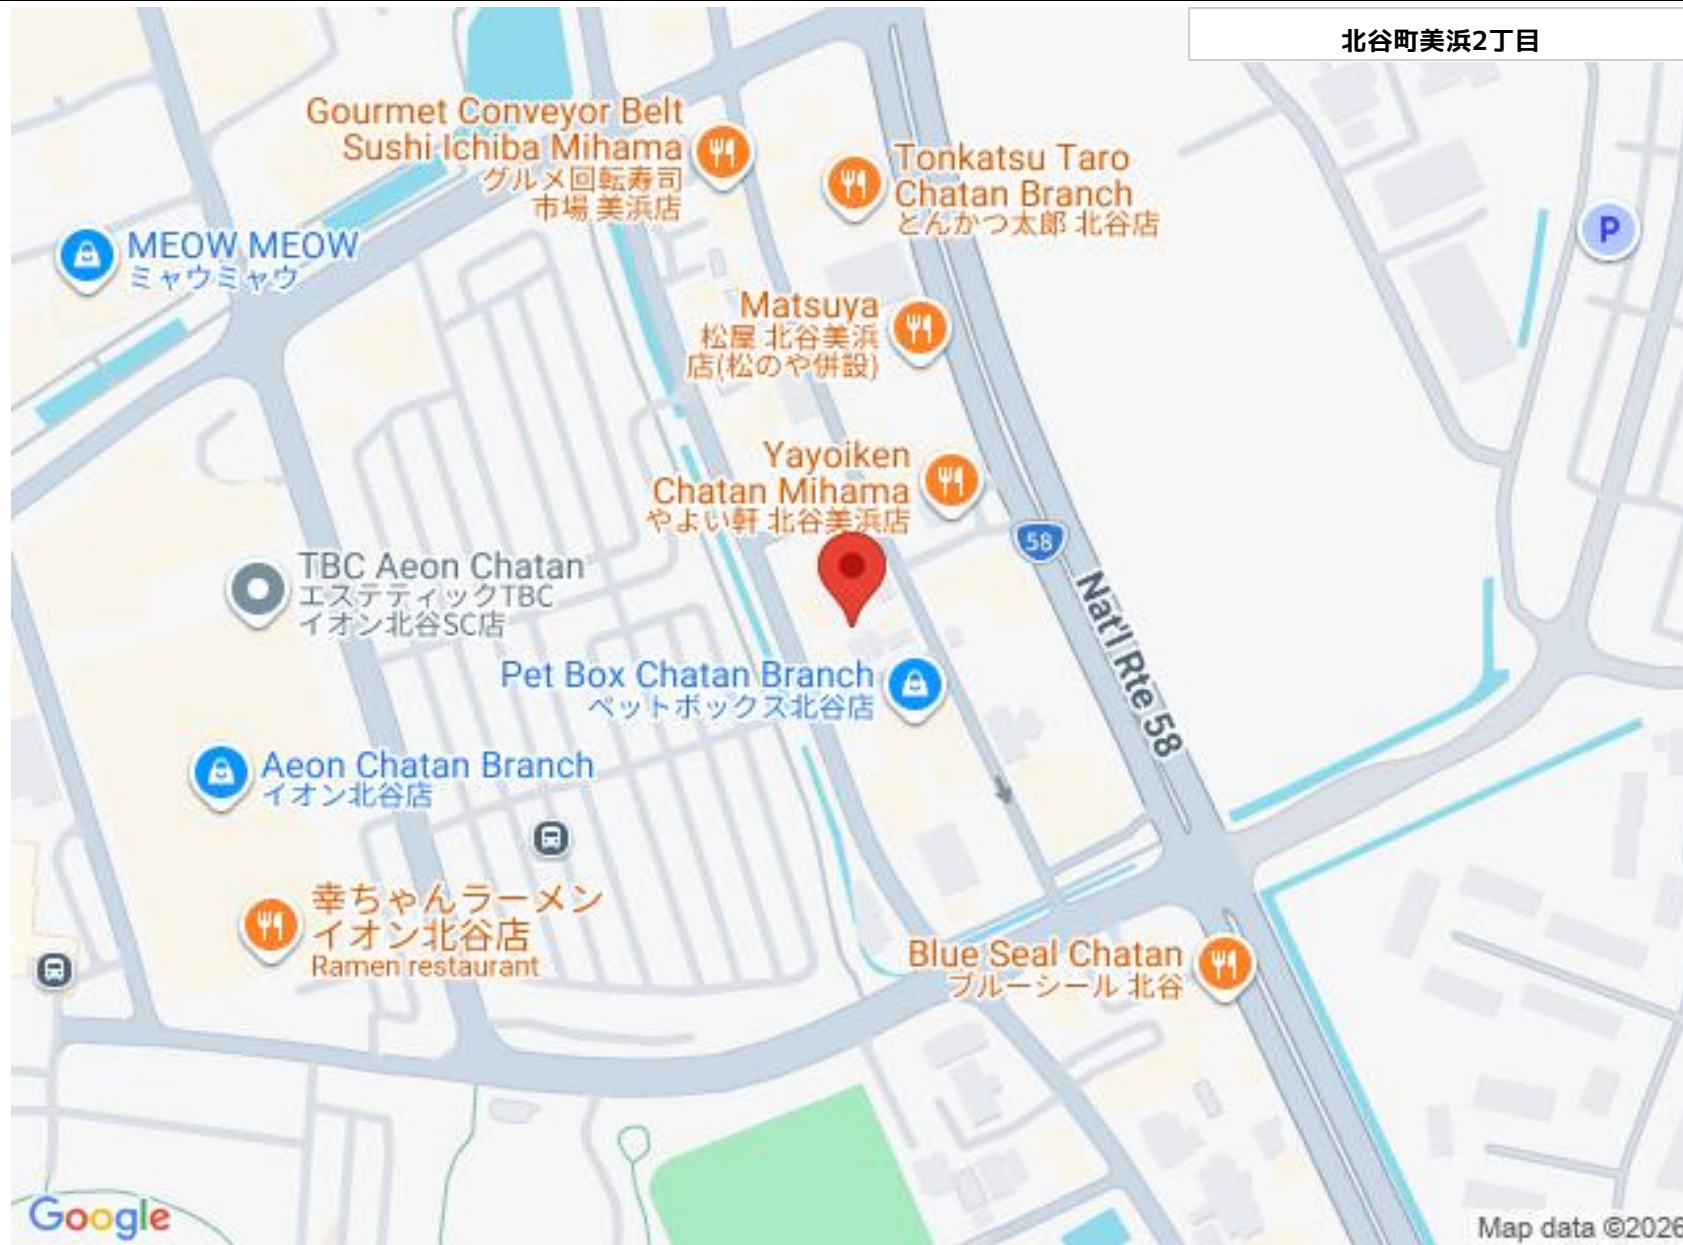 北谷町美浜2丁目
Gourmet Conveyor Belt
Sushi Ichiba Mihama
グルメ回転寿司
市場 美浜店
Tonkatsu Taro
Chatan Branch
とんかつ太郎 北谷店
P
MEOW MEOW
ミャウミャウ
Matsuya
松屋 北谷美浜
店(松のや併設)
Yayoiken
Chatan Mihama
やよい軒 北谷美浜店
58
Nat'l Rte 58
TBC Aeon Chatan
エステティックTBC
イオン北谷SC店
Pet Box Chatan Branch
ペットボックス北谷店
Aeon Chatan Branch
イオン北谷店
幸ちゃんラーメン
イオン北谷店
Ramen restaurant
Blue Seal Chatan
ブルーシール 北谷
Google
Map data ©2026